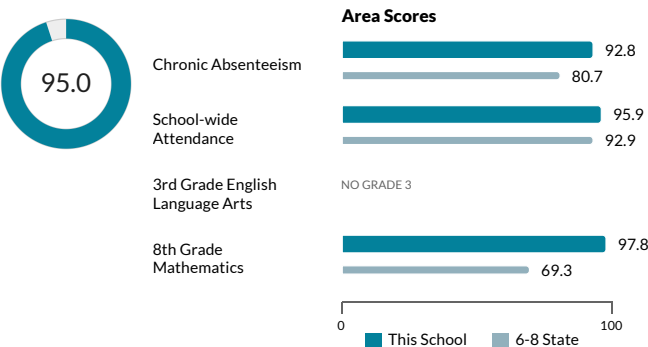 Area Scores
95.0
Chronic Absenteeism
92.8
80.7
School-wide
Attendance
95.9
92.9
3rd Grade English
Language Arts
NO GRADE 3
8th Grade
Mathematics
97.8
69.3
0
100
This School
6-8 State